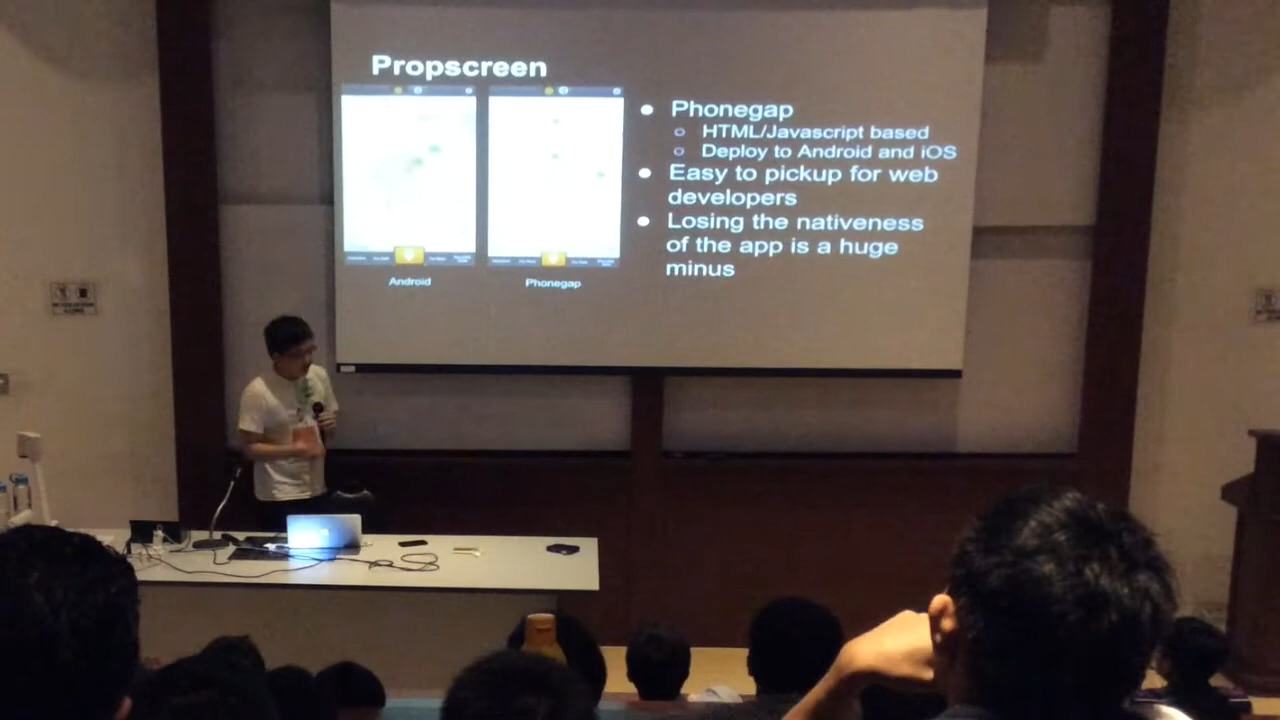 Propscreen
Phonegap
HTML/Javascript based
Deploy to Android and iOS
Easy to pickup for web
developers
Losing the nativeness
of the app is a huge
minus
Android
Phonegap